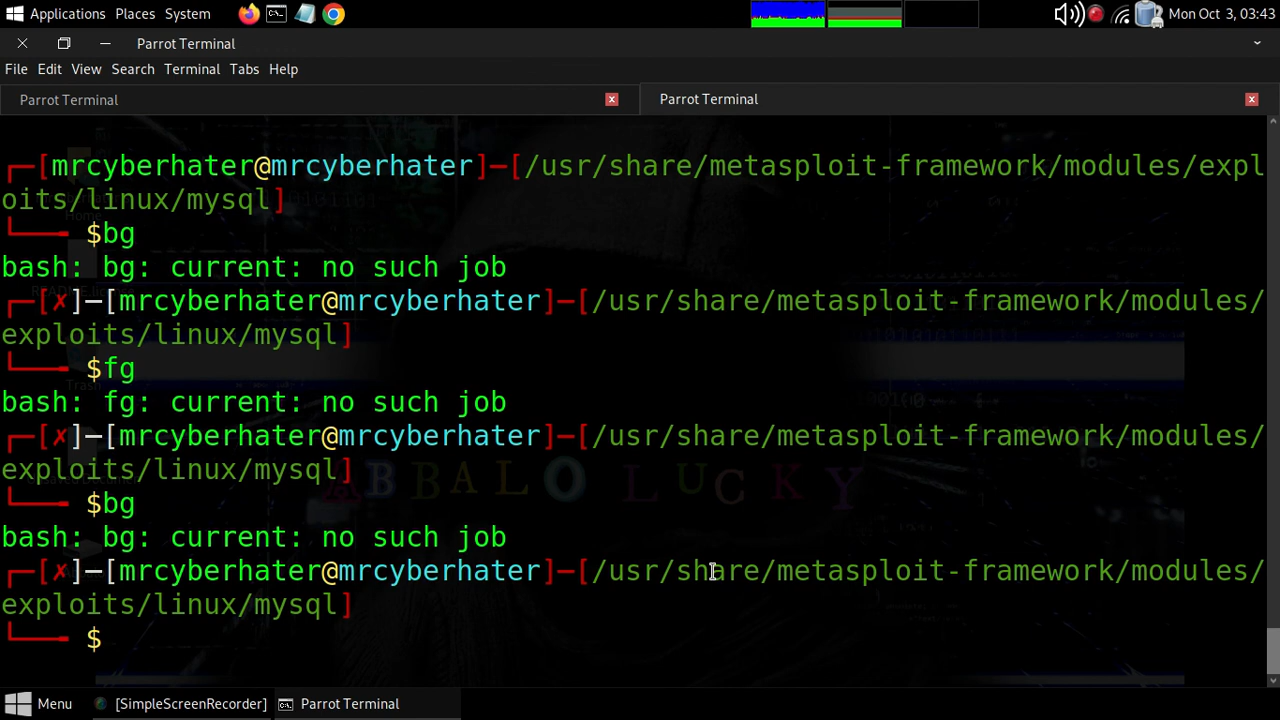 Applications Places System Mon Oct 3, 03:43
Parrot Terminal
File Edit View Search Terminal Tabs Help
Parrot Terminal Parrot Terminal
┌─[mrcyberhater@mrcyberhater]─[/usr/share/metasploit-framework/modules/expl
oits/linux/mysql]
└──╼ $bg
bash: bg: current: no such job
┌─[✗]─[mrcyberhater@mrcyberhater]─[/usr/share/metasploit-framework/modules/
exploits/linux/mysql]
└──╼ $fg
bash: fg: current: no such job
┌─[✗]─[mrcyberhater@mrcyberhater]─[/usr/share/metasploit-framework/modules/
exploits/linux/mysql]
ABBALO LUCKY
└──╼ $bg
bash: bg: current: no such job
┌─[✗]─[mrcyberhater@mrcyberhater]─[/usr/share/metasploit-framework/modules/
exploits/linux/mysql]
└──╼ $
Menu [SimpleScreenRecorder] Parrot Terminal